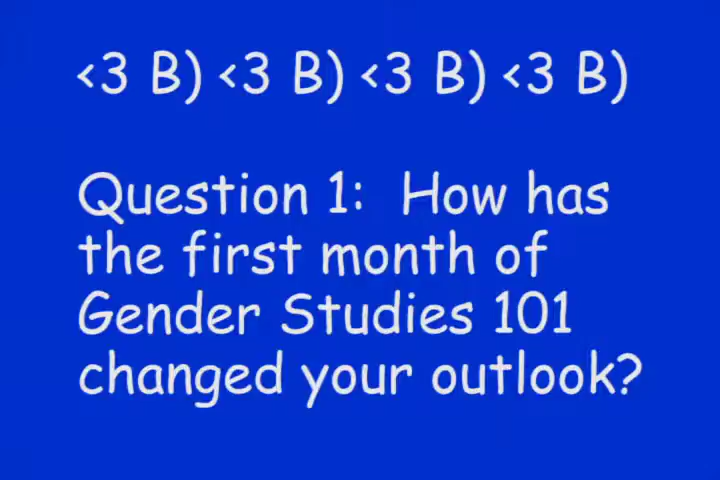 <3 B) <3 B) <3 B) <3 B)
Question 1:  How has
the first month of
Gender Studies 101
changed your outlook?